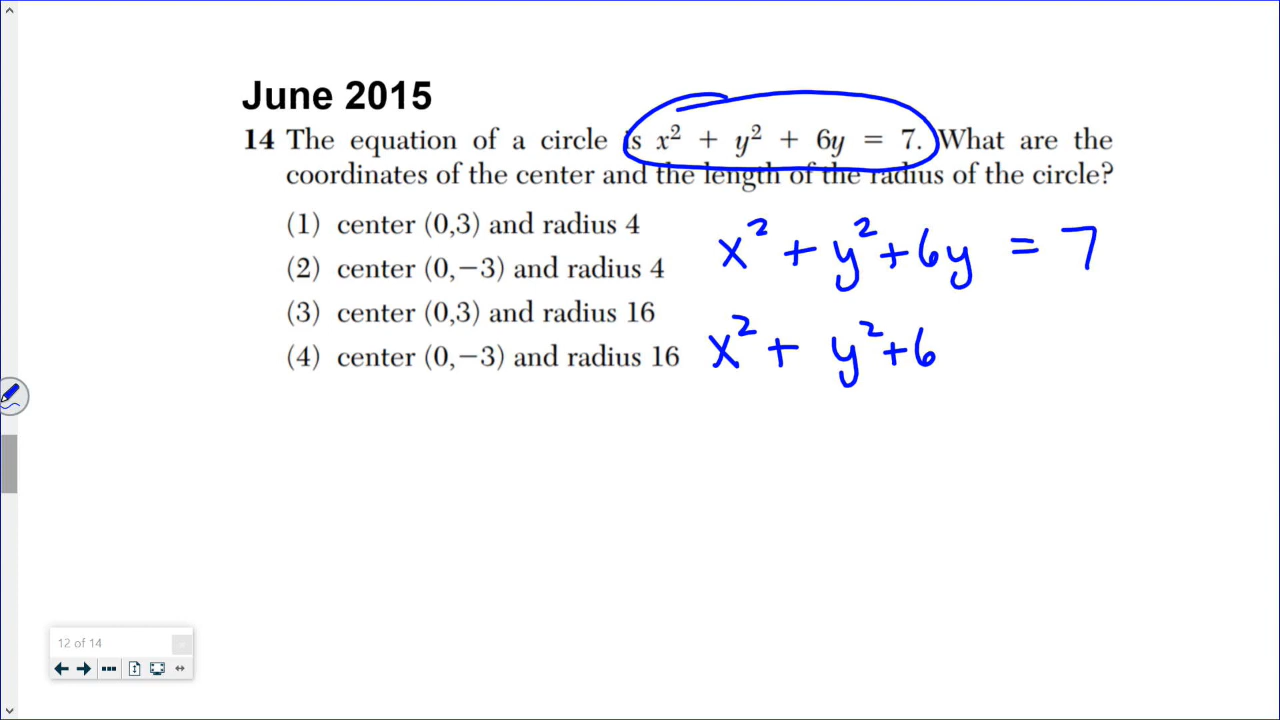 June 2015
14 The equation of a circle is x² + y² + 6y = 7. What are the
coordinates of the center and the length of the radius of the circle?
(1) center (0,3) and radius 4
(2) center (0,−3) and radius 4
(3) center (0,3) and radius 16
(4) center (0,−3) and radius 16
x² + y² + 6y = 7
x² + y² + 6
12 of 14